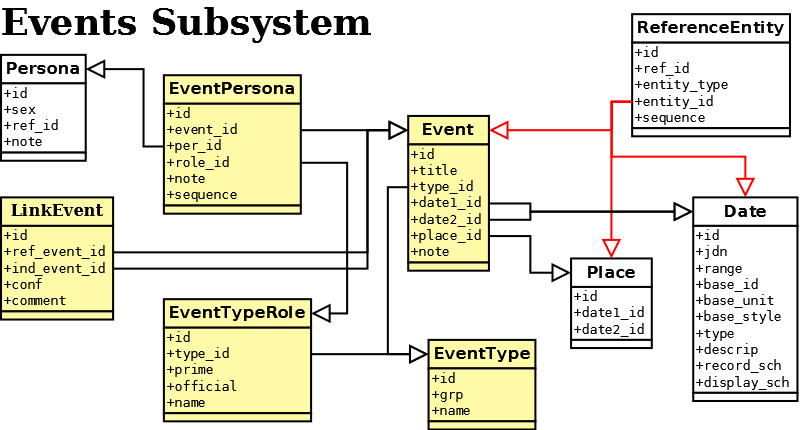 Events Subsystem
Persona
+id
+sex
+ref_id
+note
EventPersona
+id
+event_id
+per_id
+role_id
+note
+sequence
ReferenceEntity
+id
+ref_id
+entity_type
+entity_id
+sequence
Event
+id
+title
+type_id
+date1_id
+date2_id
+place_id
+note
LinkEvent
+id
+ref_event_id
+ind_event_id
+conf
+comment
Date
+id
+jdn
+range
+base_id
+base_unit
+base_style
+type
+descrip
+record_sch
+display_sch
Place
+id
+date1_id
+date2_id
EventTypeRole
+id
+type_id
+prime
+official
+name
EventType
+id
+grp
+name